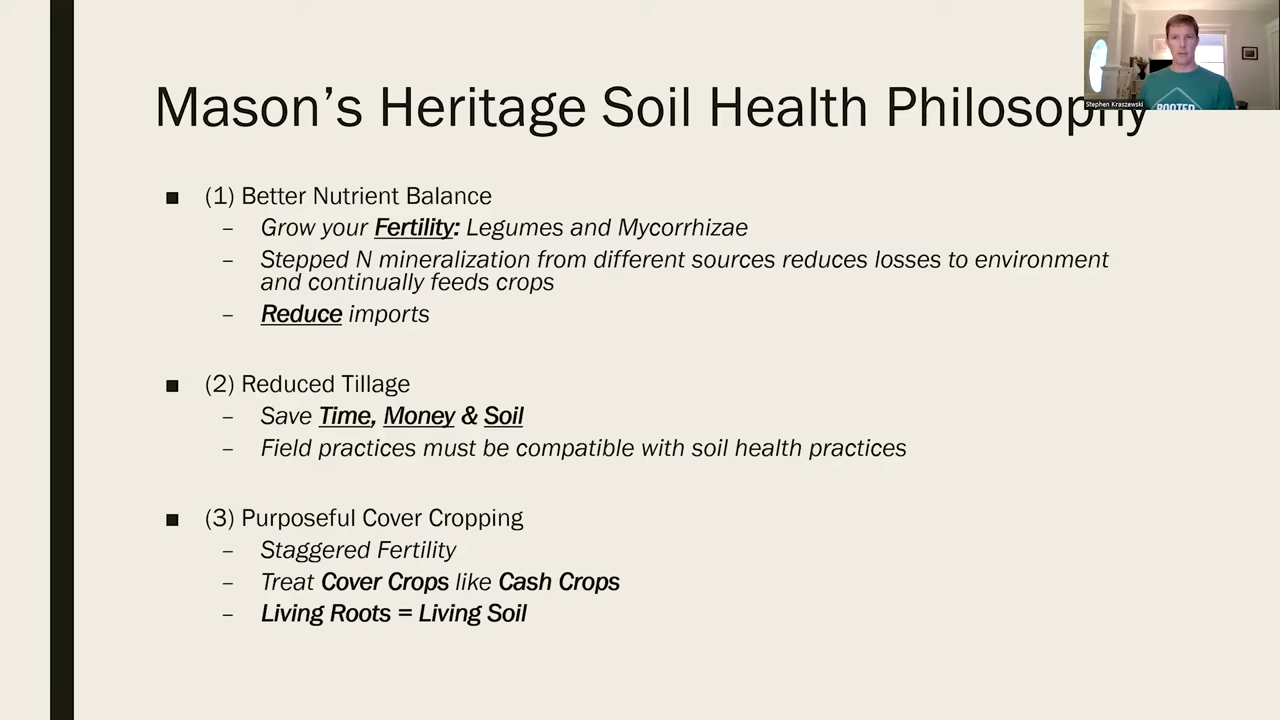 Mason's Heritage Soil Health Philosophy
Stephen Kraszewski
ROOTED
■ (1) Better Nutrient Balance
– Grow your Fertility: Legumes and Mycorrhizae
– Stepped N mineralization from different sources reduces losses to environment
and continually feeds crops
– Reduce imports
■ (2) Reduced Tillage
– Save Time, Money & Soil
– Field practices must be compatible with soil health practices
■ (3) Purposeful Cover Cropping
– Staggered Fertility
– Treat Cover Crops like Cash Crops
– Living Roots = Living Soil